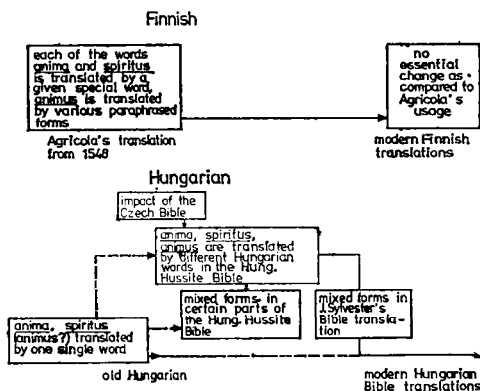 Finnish
each of the words
anima and spiritus
is translated by a
given special word,
animus is translated
by various paraphrased
forms
Agricola's translation
from 1548
no
essential
change as
compared to
Agricola's
usage
modern Finnish
translations
Hungarian
impact of the
Czech Bible
anima, spiritus,
animus are translated
by different Hungarian
words in the Hung.
Hussite Bible
mixed forms in
certain parts of
the Hung. Hussite
Bible
mixed forms in
J.Sylvester's
Bible transla-
tion
anima, spiritus
(animus?) translated
by one single word
old Hungarian
modern Hungarian
Bible translations